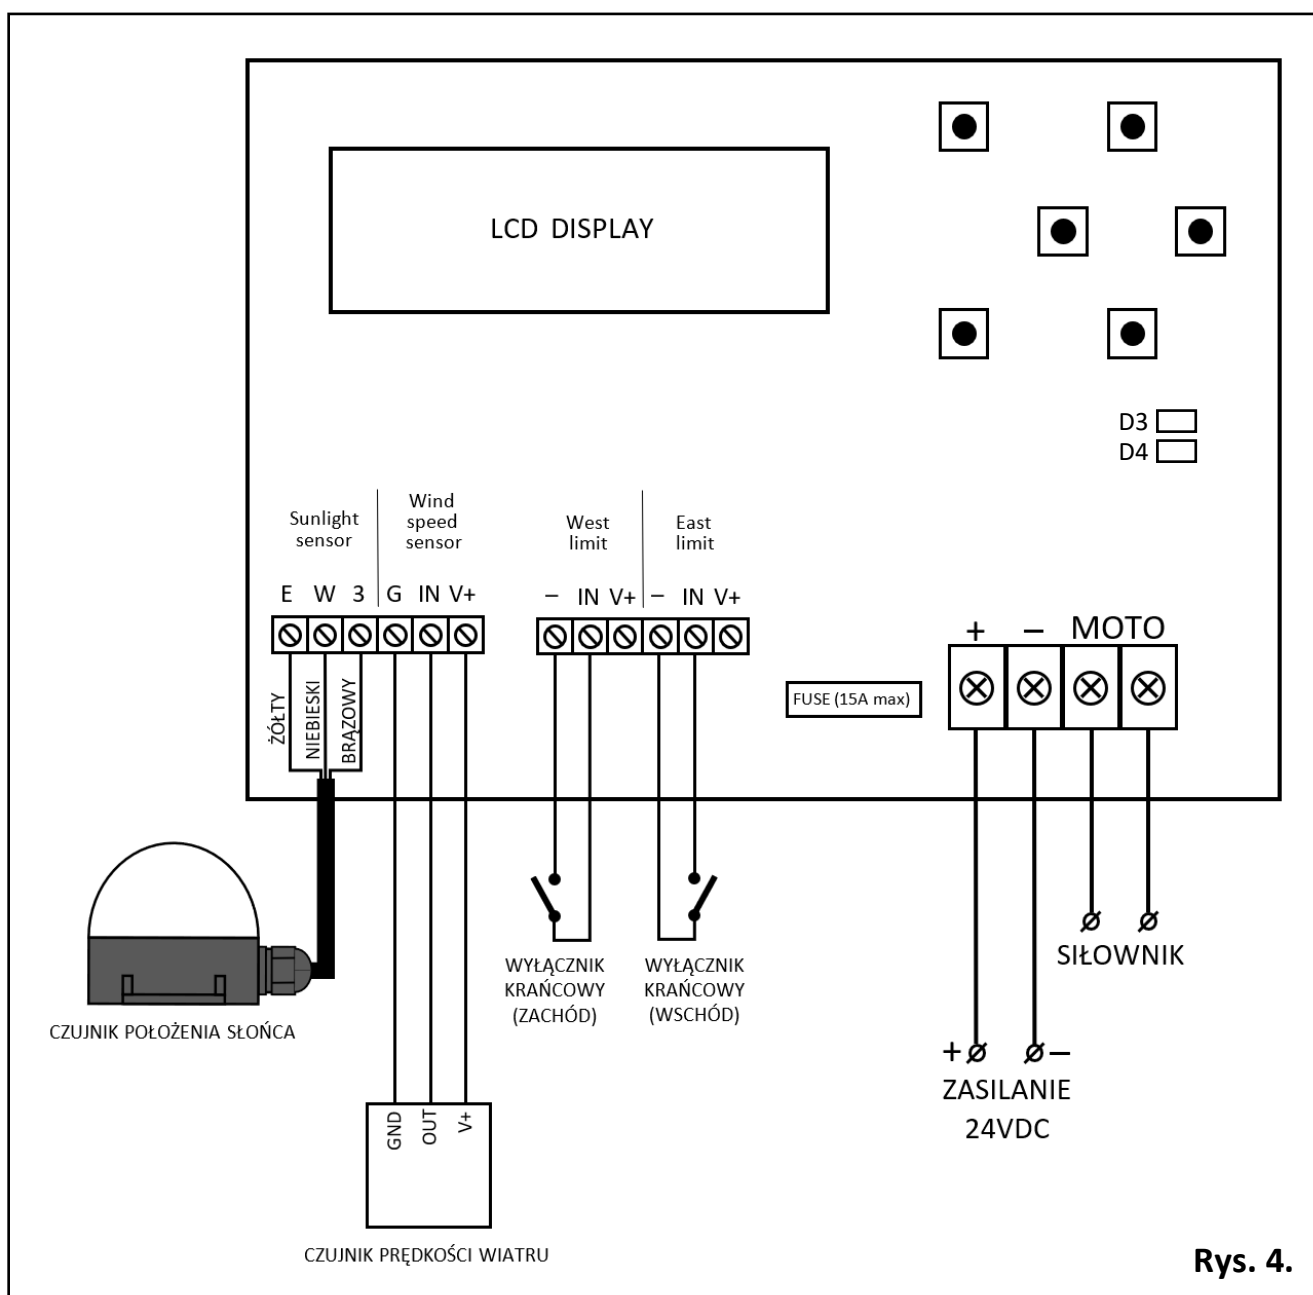 LCD DISPLAY
D3
D4
Sunlight
sensor
Wind
speed
sensor
West
limit
East
limit
E W 3 G IN V+
– IN V+ – IN V+
+ – MOTO
FUSE (15A max)
ŻÓŁTY
NIEBIESKI
BRĄZOWY
CZUJNIK POŁOŻENIA SŁOŃCA
WYŁĄCZNIK
KRAŃCOWY
(ZACHÓD)
WYŁĄCZNIK
KRAŃCOWY
(WSCHÓD)
SIŁOWNIK
+ –
ZASILANIE
24VDC
GND
OUT
V+
CZUJNIK PRĘDKOŚCI WIATRU
Rys. 4.